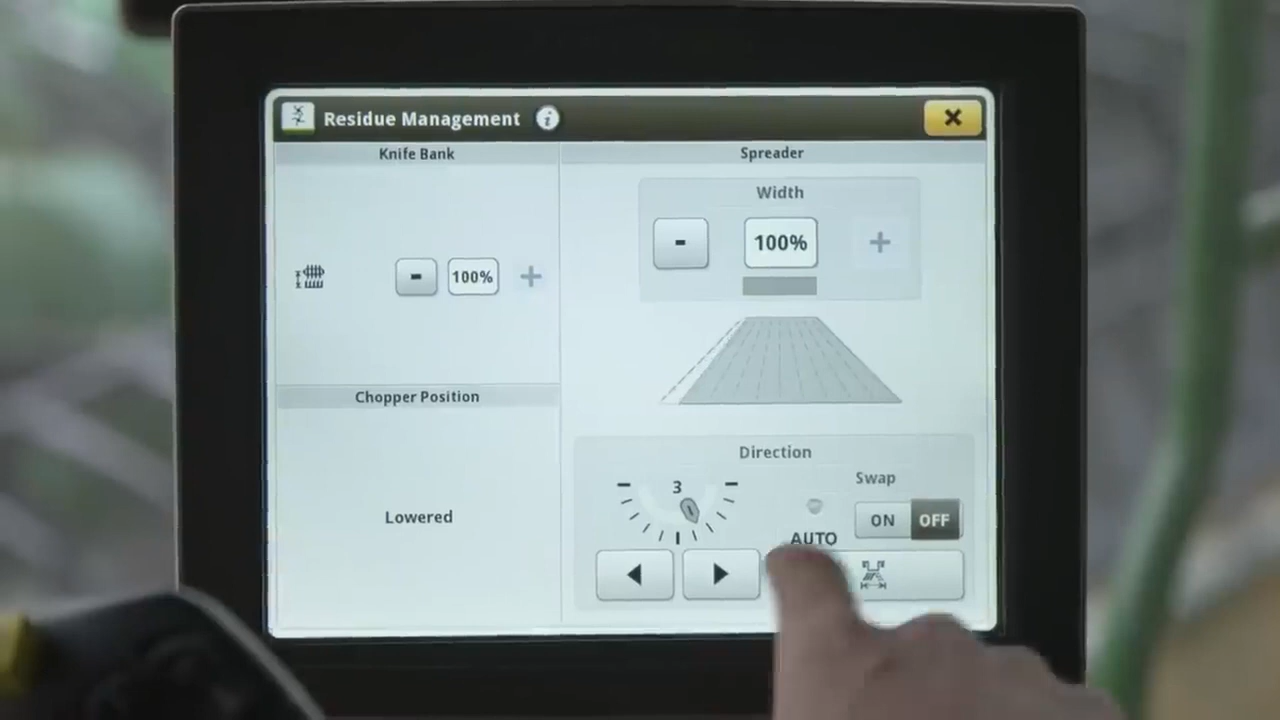 Residue Management i
Knife Bank
- 100% +
Chopper Position
Lowered
Spreader
Width
- 100% +
Direction
3
Swap
ON OFF
AUTO